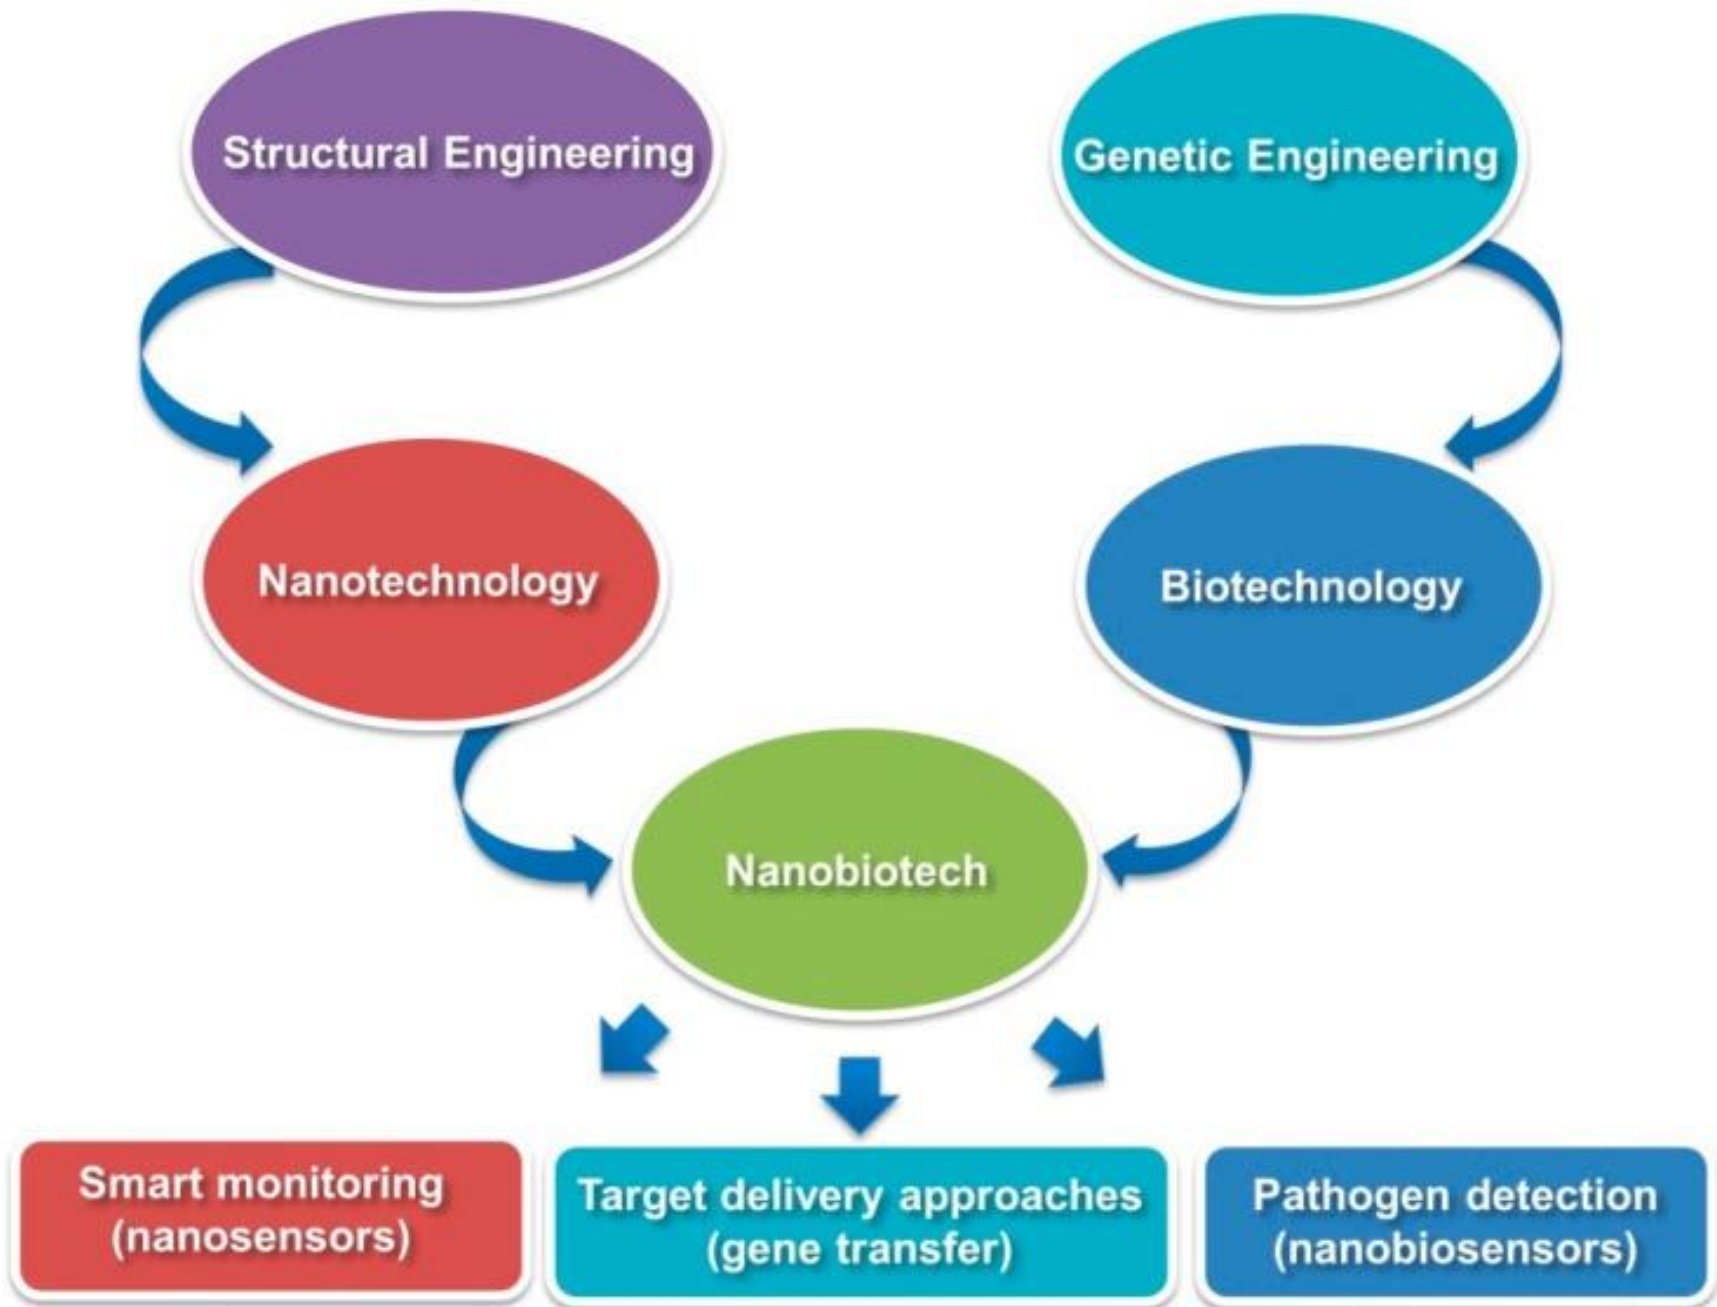 Structural Engineering
Genetic Engineering
Nanotechnology
Biotechnology
Nanobiotech
Smart monitoring
(nanosensors)
Target delivery approaches
(gene transfer)
Pathogen detection
(nanobiosensors)